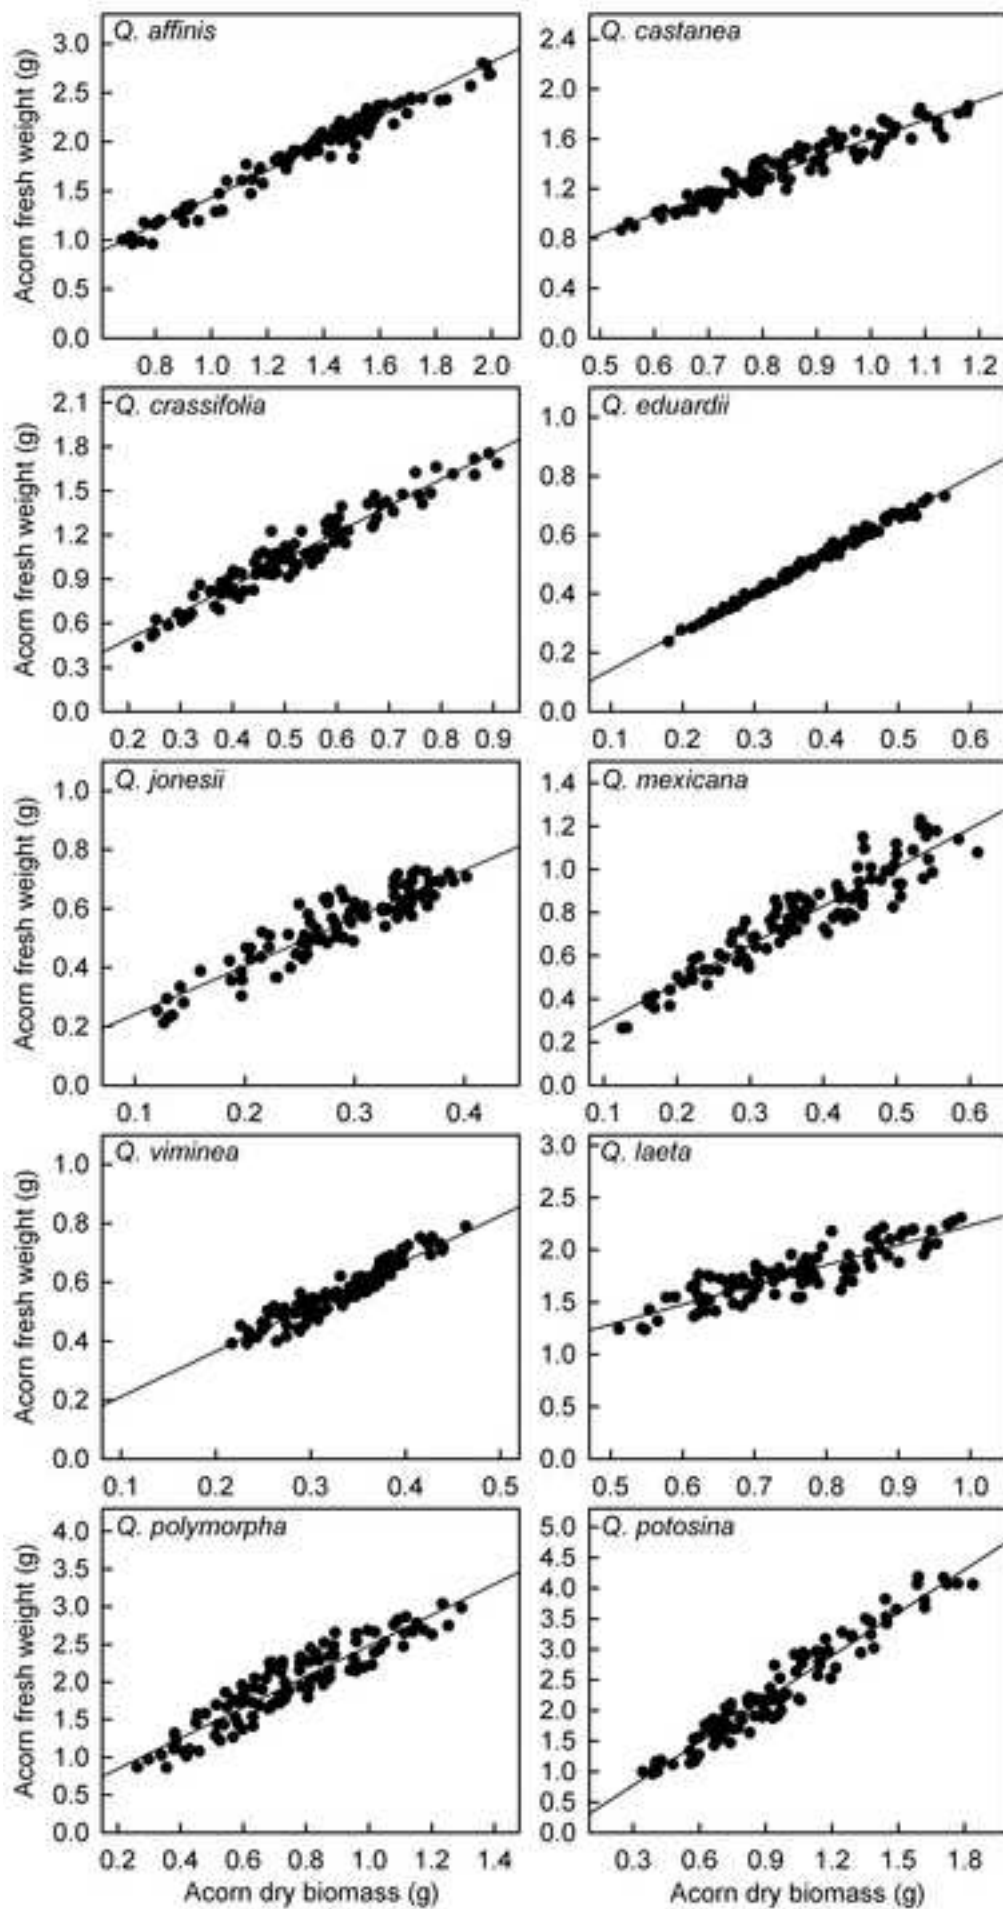 Q. affinis
Acorn fresh weight (g)
3.0
2.5
2.0
1.5
1.0
0.5
0.0
0.8 1.0 1.2 1.4 1.6 1.8 2.0
Q. castanea
2.4
2.0
1.6
1.2
0.8
0.4
0.0
0.5 0.6 0.7 0.8 0.9 1.0 1.1 1.2
Q. crassifolia
Acorn fresh weight (g)
2.1
1.8
1.5
1.2
0.9
0.6
0.3
0.0
0.2 0.3 0.4 0.5 0.6 0.7 0.8 0.9
Q. eduardii
1.0
0.8
0.6
0.4
0.2
0.0
0.1 0.2 0.3 0.4 0.5 0.6
Q. jonesii
Acorn fresh weight (g)
1.0
0.8
0.6
0.4
0.2
0.0
0.1 0.2 0.3 0.4
Q. mexicana
1.4
1.2
1.0
0.8
0.6
0.4
0.2
0.0
0.1 0.2 0.3 0.4 0.5 0.6
Q. viminea
Acorn fresh weight (g)
1.0
0.8
0.6
0.4
0.2
0.0
0.1 0.2 0.3 0.4 0.5
Q. laeta
3.0
2.5
2.0
1.5
1.0
0.5
0.0
0.5 0.6 0.7 0.8 0.9 1.0
Q. polymorpha
Acorn fresh weight (g)
4.0
3.5
3.0
2.5
2.0
1.5
1.0
0.5
0.0
0.2 0.4 0.6 0.8 1.0 1.2 1.4
Acorn dry biomass (g)
Q. potosina
5.0
4.5
4.0
3.5
3.0
2.5
2.0
1.5
1.0
0.5
0.0
0.3 0.6 0.9 1.2 1.5 1.8
Acorn dry biomass (g)